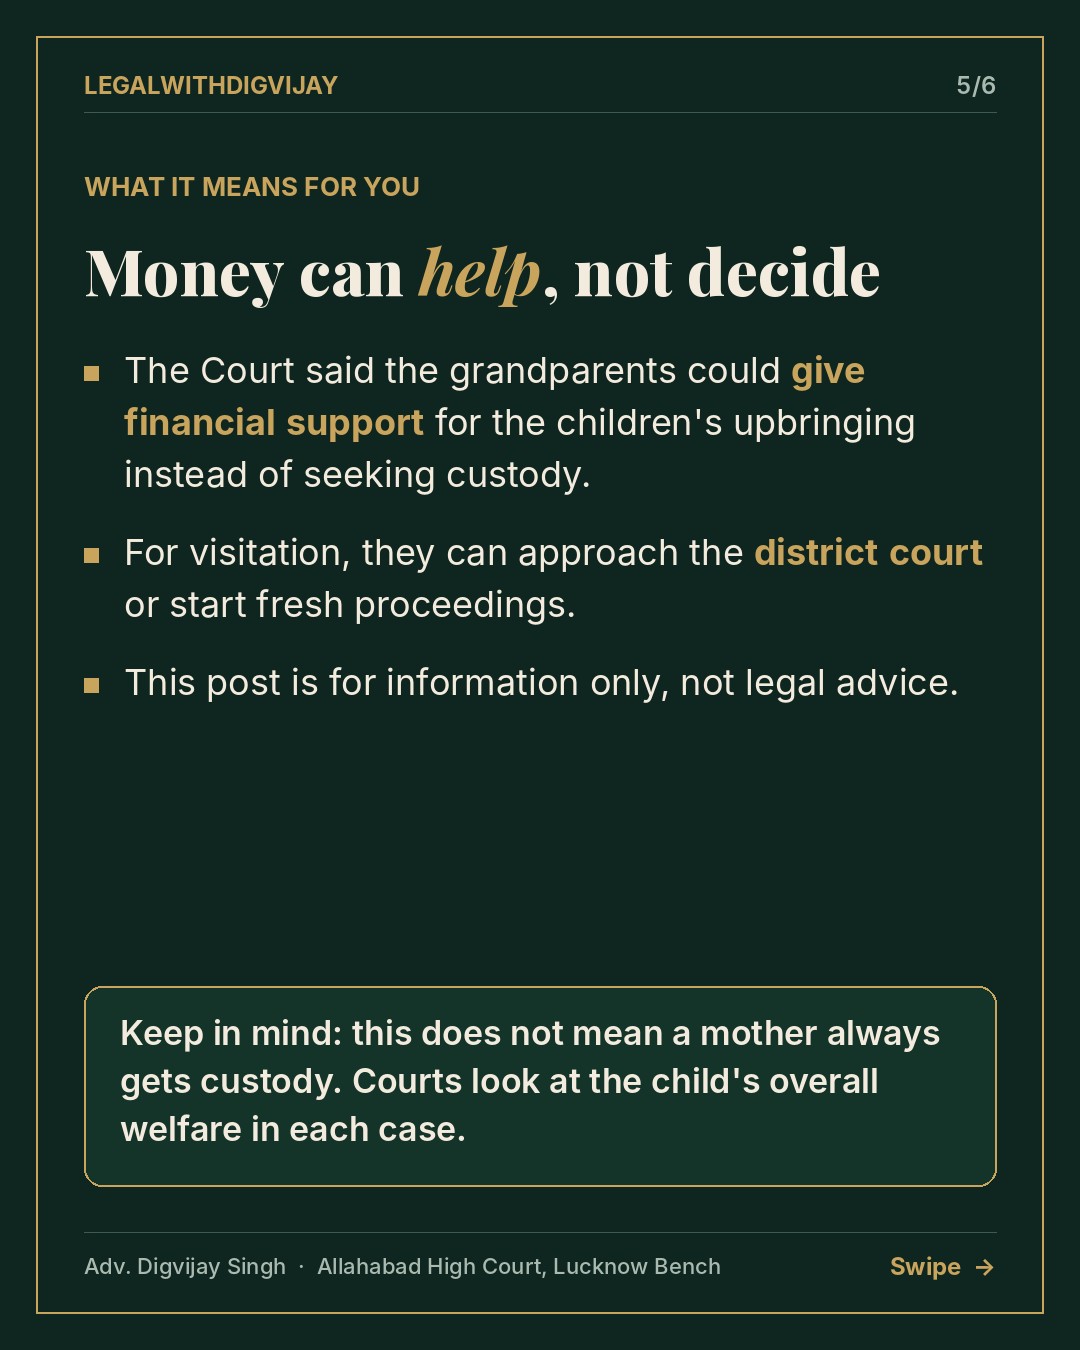 LEGALWITHDIGVIJAY
5/6
WHAT IT MEANS FOR YOU
Money can help, not decide
The Court said the grandparents could give
financial support for the children's upbringing
instead of seeking custody.
For visitation, they can approach the district court
or start fresh proceedings.
This post is for information only, not legal advice.
Keep in mind: this does not mean a mother always
gets custody. Courts look at the child's overall
welfare in each case.
Adv. Digvijay Singh · Allahabad High Court, Lucknow Bench
Swipe →